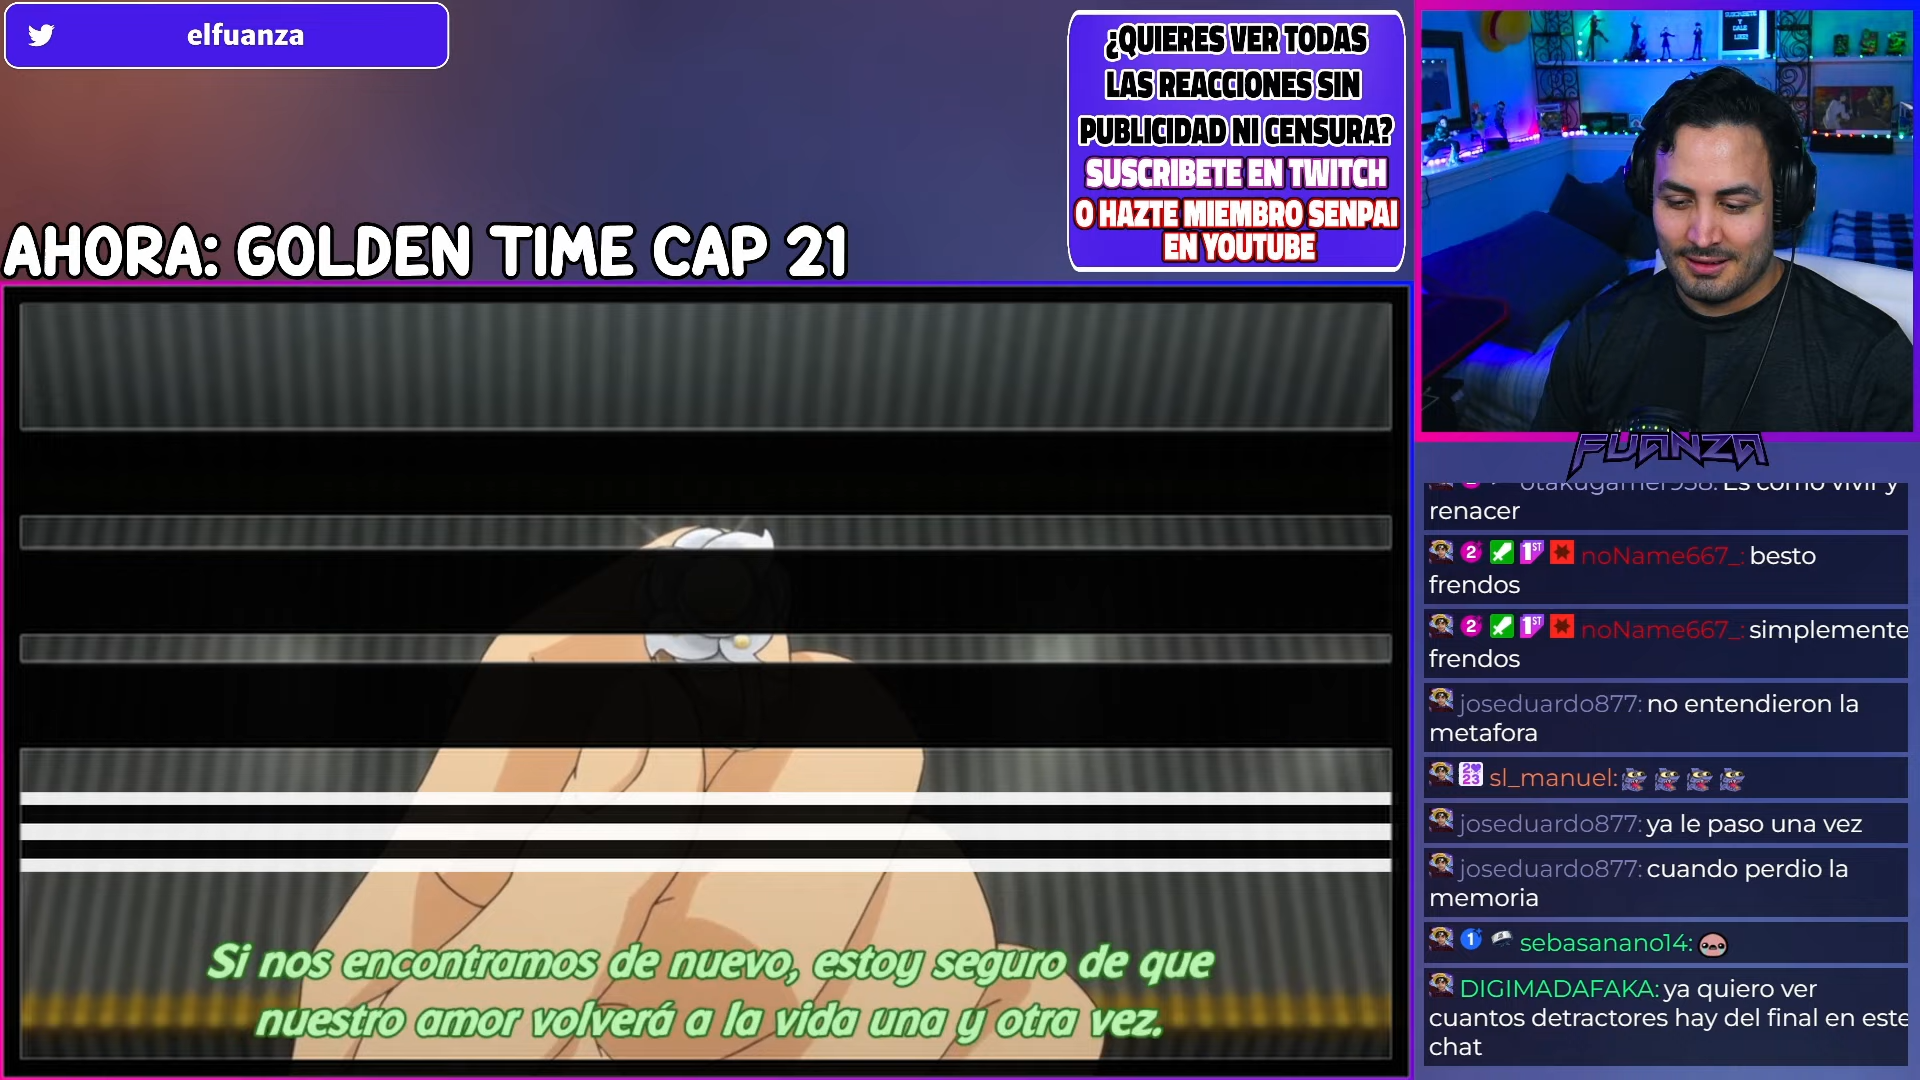 elfuanza
¿QUIERES VER TODAS
LAS REACCIONES SIN
PUBLICIDAD NI CENSURA?
SUSCRIBETE EN TWITCH
O HAZTE MIEMBRO SENPAI
EN YOUTUBE
AHORA: GOLDEN TIME CAP 21
Si nos encontramos de nuevo, estoy seguro de que
nuestro amor volverá a la vida una y otra vez.
FUANZA
otakugamer938: Es como vivir y
renacer
noName667_: besto
frendos
noName667_: simplemente
frendos
joseduardo877: no entendieron la
metafora
sl_manuel:
joseduardo877: ya le paso una vez
joseduardo877: cuando perdio la
memoria
sebasanano14:
DIGIMADAFAKA: ya quiero ver
cuantos detractores hay del final en este
chat